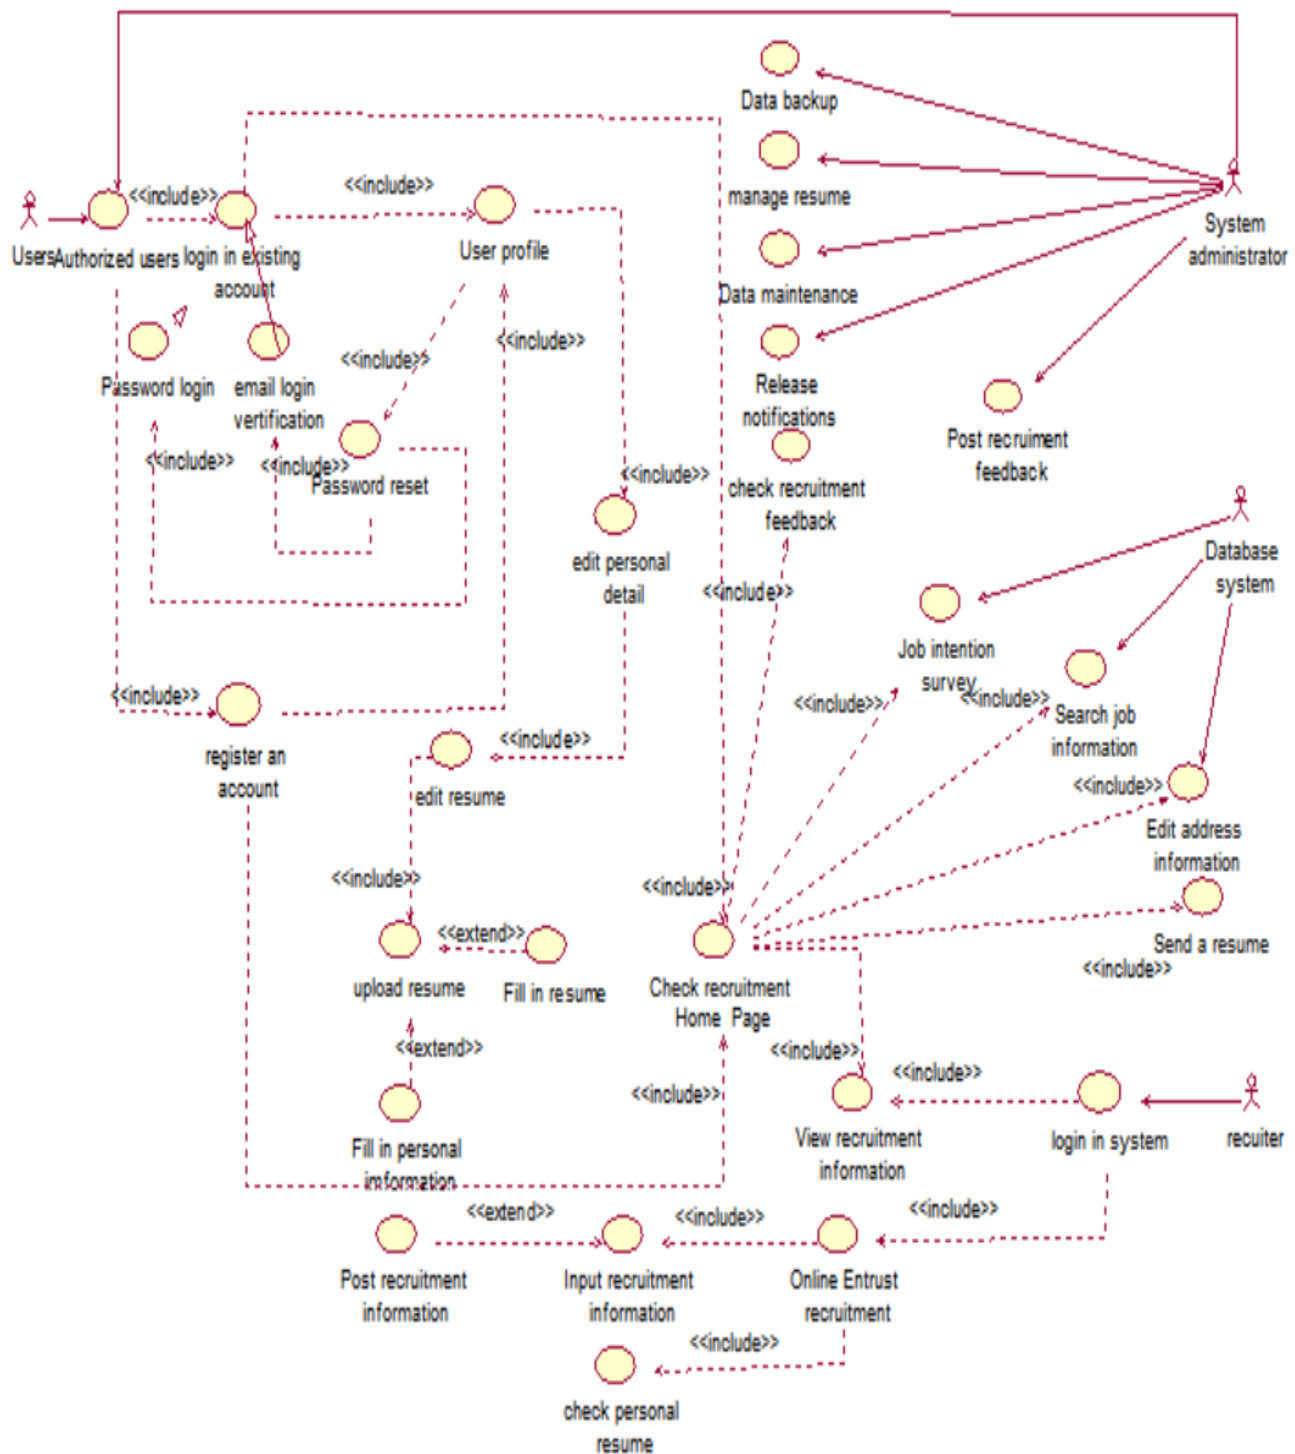 Data backup
manage resume
<<include>>
<<include>>
System
administrator
User profile
Users
Authorized users
login in existing
account
Data maintenance
<<include>>
<<include>>
Password login
email login
vertification
Release
notifications
Post recruiment
feedback
<<include>>
<<include>>
Password reset
<<include>>
check recruitment
feedback
edit personal
detail
Database
system
<<include>>
Job intention
survey
<<include>>
<<include>>
<<include>>
Search job
information
<<include>>
register an
account
edit resume
<<include>>
Edit address
information
<<include>>
<<include>>
<<extend>>
Send a resume
<<include>>
upload resume
Fill in resume
Check recruitment
Home Page
<<extend>>
<<include>>
<<include>>
<<include>>
Fill in personal
imformation
View recruitment
information
login in system
recuiter
<<extend>>
<<include>>
<<include>>
Post recruitment
information
Input recruitment
information
Online Entrust
recruitment
<<include>>
check personal
resume